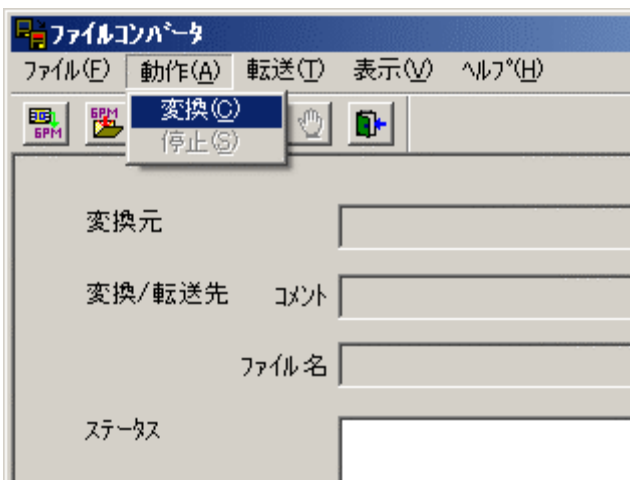 ファイルコンバータ
ファイル(F) 動作(A) 転送(T) 表示(V) ヘルプ(H)
変換(C)
停止(S)
GPM GPM
変換元
変換/転送先 コメント
ファイル名
ステータス